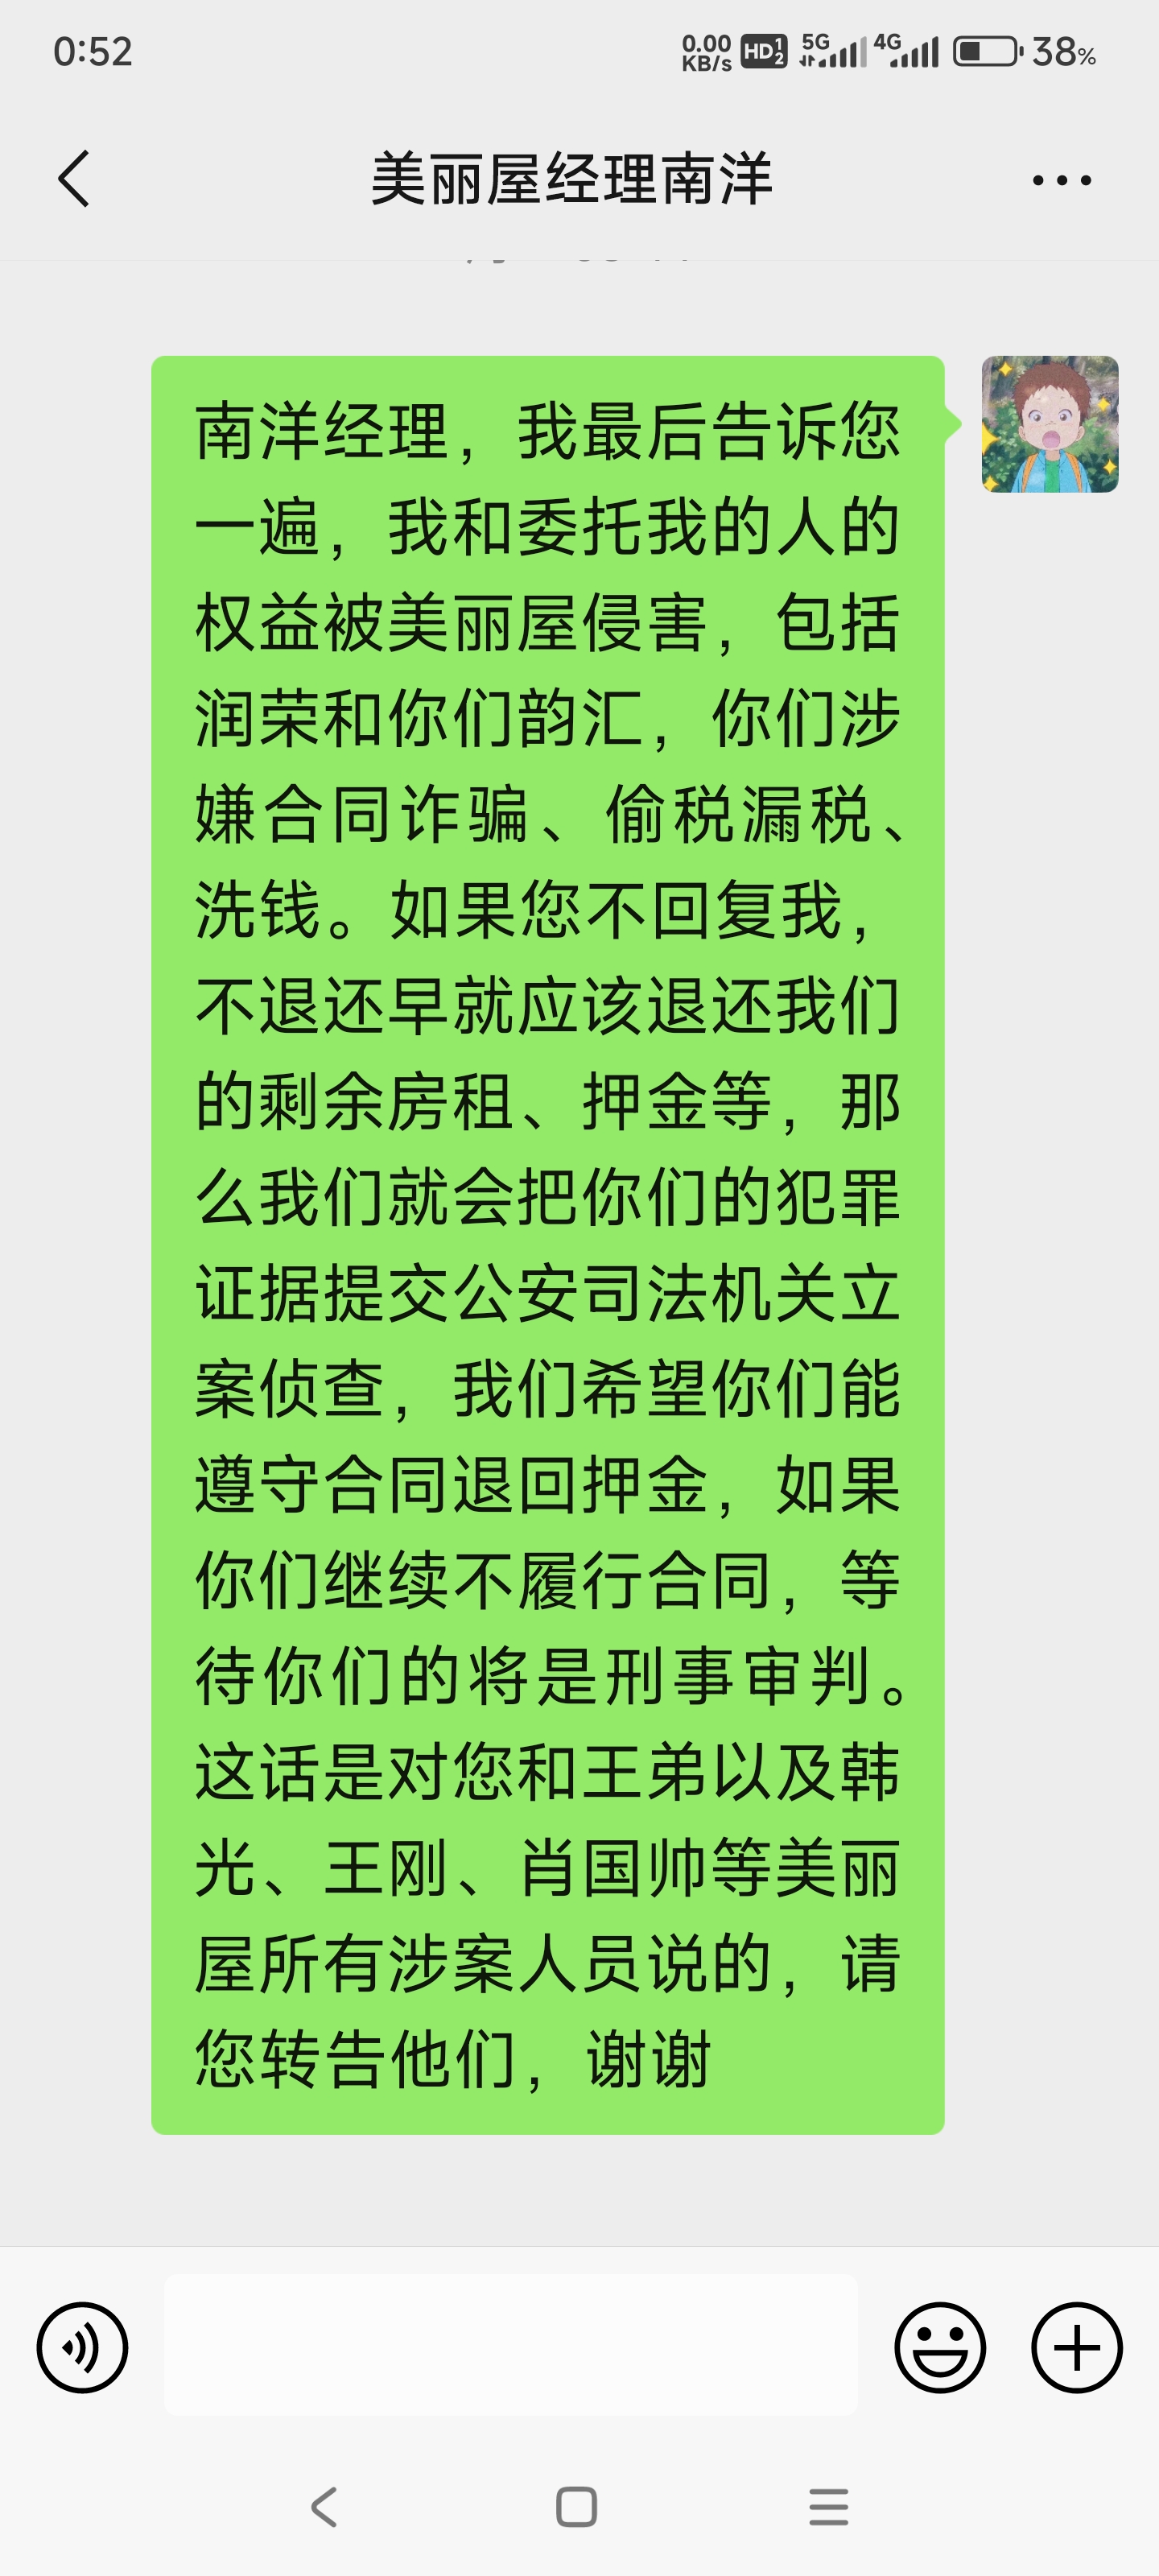 0:52
0.00 KB/s HD 1 2 5G 4G 38%
美丽屋经理南洋
南洋经理，我最后告诉您
一遍，我和委托我的人的
权益被美丽屋侵害，包括
润荣和你们韵汇，你们涉
嫌合同诈骗、偷税漏税、
洗钱。如果您不回复我，
不退还早就应该退还我们
的剩余房租、押金等，那
么我们就会把你们的犯罪
证据提交公安司法机关立
案侦查，我们希望你们能
遵守合同退回押金，如果
你们继续不履行合同，等
待你们的将是刑事审判。
这话是对您和王弟以及韩
光、王刚、肖国帅等美丽
屋所有涉案人员说的，请
您转告他们，谢谢